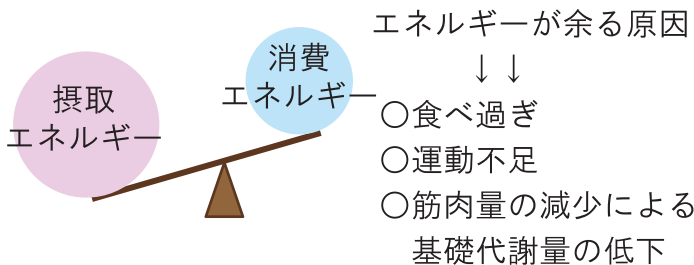 摂取
エネルギー
消費
エネルギー
エネルギーが余る原因
↓↓
○食べ過ぎ
○運動不足
○筋肉量の減少による
基礎代謝量の低下